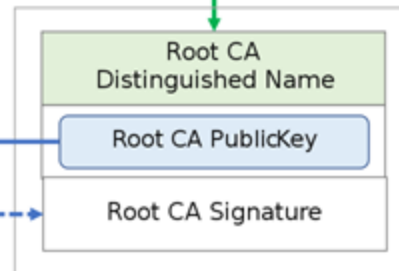 Root CA
Distinguished Name
Root CA PublicKey
Root CA Signature